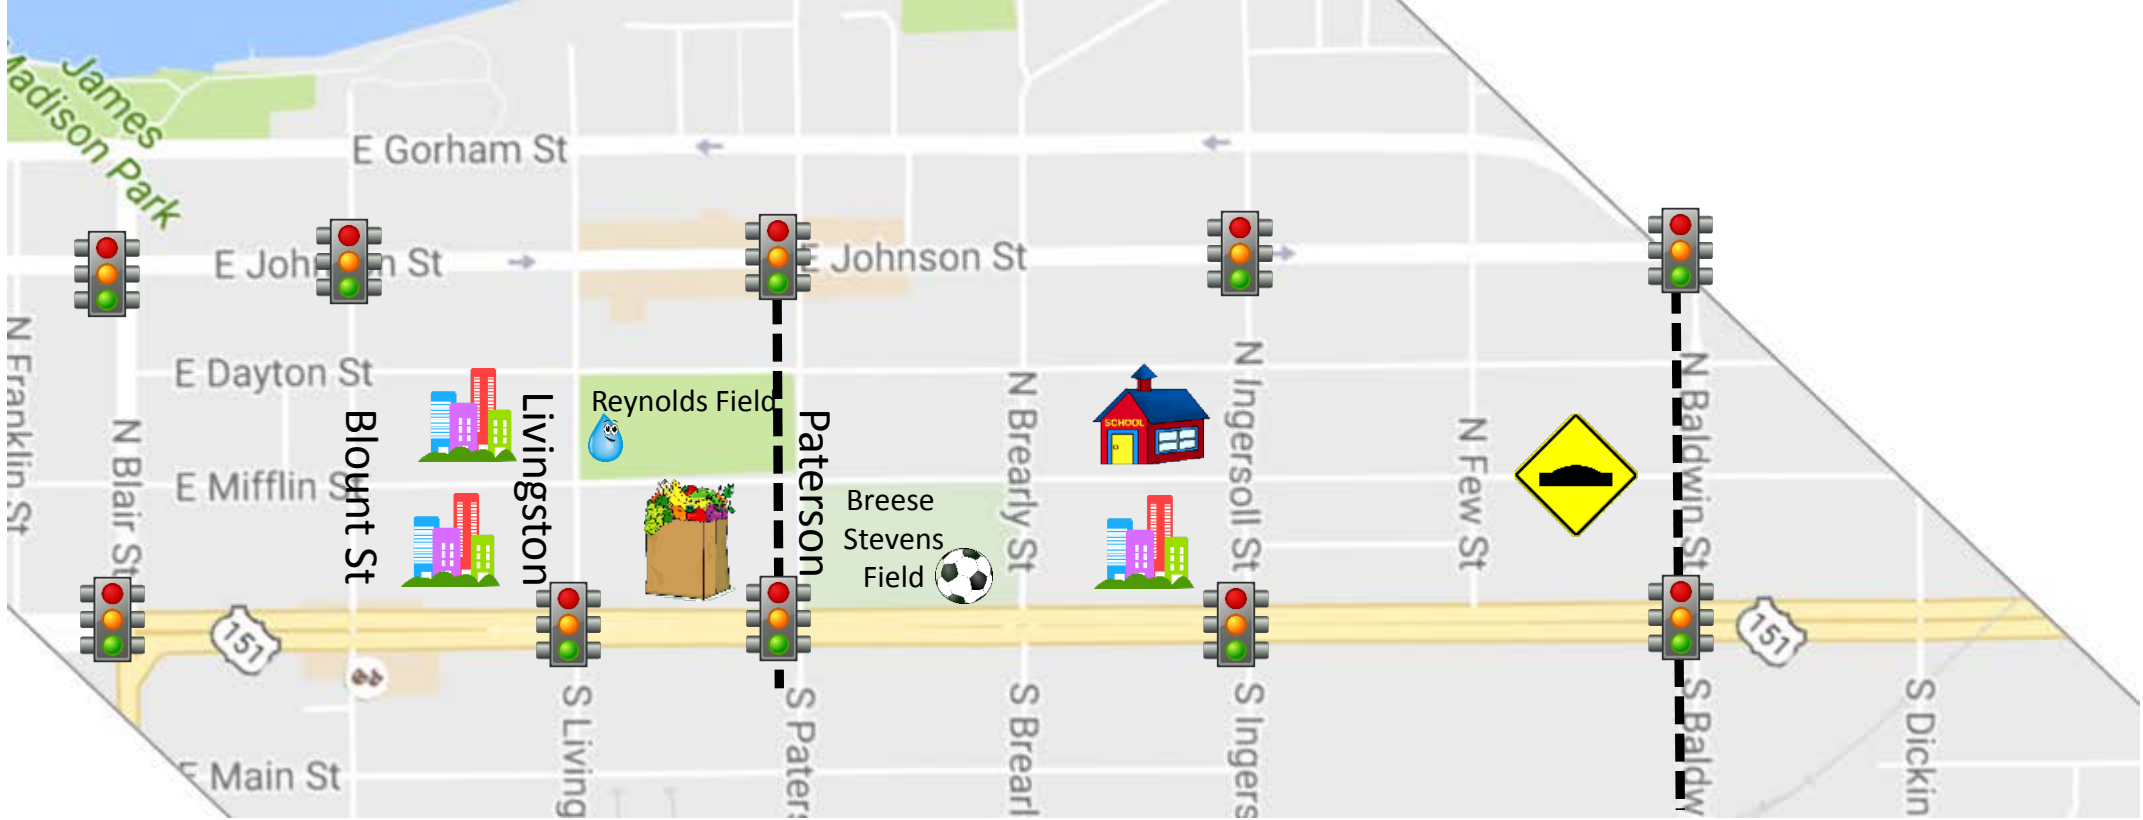 James
Madison Park
E Gorham St
E Johnson St
E Johnson St
N Franklin St
N Blair St
E Dayton St
E Mifflin St
Blount St
Livingston
Reynolds Field
Paterson
Breese
Stevens
Field
N Brearly St
SCHOOL
N Ingersoll St
N Few St
N Baldwin St
151
151
E Main St
S Living
S Paters
S Brearl
S Ingers
S Baldw
S Dickin